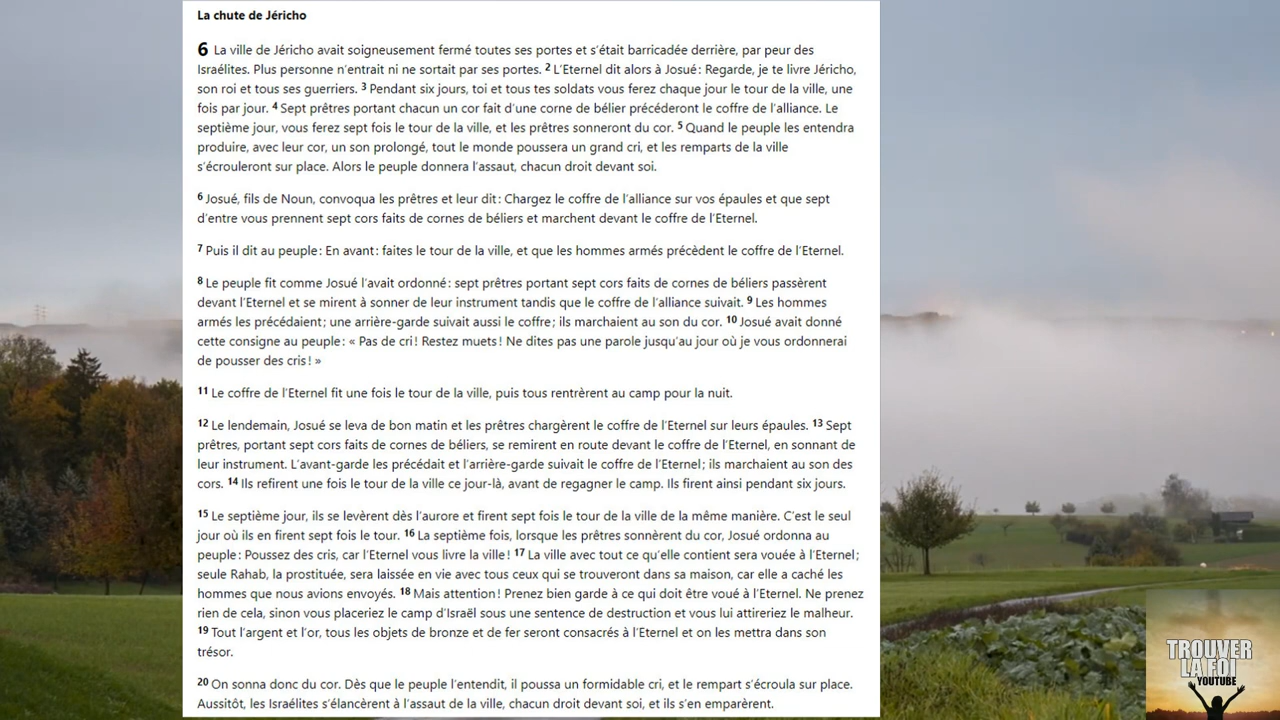 La chute de Jéricho
6 La ville de Jéricho avait soigneusement fermé toutes ses portes et s’était barricadée derrière, par peur des
Israélites. Plus personne n’entrait ni ne sortait par ses portes. 2 L’Eternel dit alors à Josué : Regarde, je te livre Jéricho,
son roi et tous ses guerriers. 3 Pendant six jours, toi et tous tes soldats vous ferez chaque jour le tour de la ville, une
fois par jour. 4 Sept prêtres portant chacun un cor fait d’une corne de bélier précéderont le coffre de l’alliance. Le
septième jour, vous ferez sept fois le tour de la ville, et les prêtres sonneront du cor. 5 Quand le peuple les entendra
produire, avec leur cor, un son prolongé, tout le monde poussera un grand cri, et les remparts de la ville
s’écrouleront sur place. Alors le peuple donnera l’assaut, chacun droit devant soi.
6 Josué, fils de Noun, convoqua les prêtres et leur dit : Chargez le coffre de l’alliance sur vos épaules et que sept
d’entre vous prennent sept cors faits de cornes de béliers et marchent devant le coffre de l’Eternel.
7 Puis il dit au peuple : En avant : faites le tour de la ville, et que les hommes armés précèdent le coffre de l’Eternel.
8 Le peuple fit comme Josué l’avait ordonné : sept prêtres portant sept cors faits de cornes de béliers passèrent
devant l’Eternel et se mirent à sonner de leur instrument tandis que le coffre de l’alliance suivait. 9 Les hommes
armés les précédaient ; une arrière-garde suivait aussi le coffre ; ils marchaient au son du cor. 10 Josué avait donné
cette consigne au peuple : « Pas de cri ! Restez muets ! Ne dites pas une parole jusqu’au jour où je vous ordonnerai
de pousser des cris ! »
11 Le coffre de l’Eternel fit une fois le tour de la ville, puis tous rentrèrent au camp pour la nuit.
12 Le lendemain, Josué se leva de bon matin et les prêtres chargèrent le coffre de l’Eternel sur leurs épaules. 13 Sept
prêtres, portant sept cors faits de cornes de béliers, se remirent en route devant le coffre de l’Eternel, en sonnant de
leur instrument. L’avant-garde les précédait et l’arrière-garde suivait le coffre de l’Eternel ; ils marchaient au son des
cors. 14 Ils refirent une fois le tour de la ville ce jour-là, avant de regagner le camp. Ils firent ainsi pendant six jours.
15 Le septième jour, ils se levèrent dès l’aurore et firent sept fois le tour de la ville de la même manière. C’est le seul
jour où ils en firent sept fois le tour. 16 La septième fois, lorsque les prêtres sonnèrent du cor, Josué ordonna au
peuple : Poussez des cris, car l’Eternel vous livre la ville ! 17 La ville avec tout ce qu’elle contient sera vouée à l’Eternel ;
seule Rahab, la prostituée, sera laissée en vie avec tous ceux qui se trouveront dans sa maison, car elle a caché les
hommes que nous avions envoyés. 18 Mais attention ! Prenez bien garde à ce qui doit être voué à l’Eternel. Ne prenez
rien de cela, sinon vous placeriez le camp d’Israël sous une sentence de destruction et vous lui attireriez le malheur.
19 Tout l’argent et l’or, tous les objets de bronze et de fer seront consacrés à l’Eternel et on les mettra dans son
trésor.
20 On sonna donc du cor. Dès que le peuple l’entendit, il poussa un formidable cri, et le rempart s’écroula sur place.
Aussitôt, les Israélites s’élancèrent à l’assaut de la ville, chacun droit devant soi, et ils s’en emparèrent.
TROUVER
LA FOI
YOUTUBE